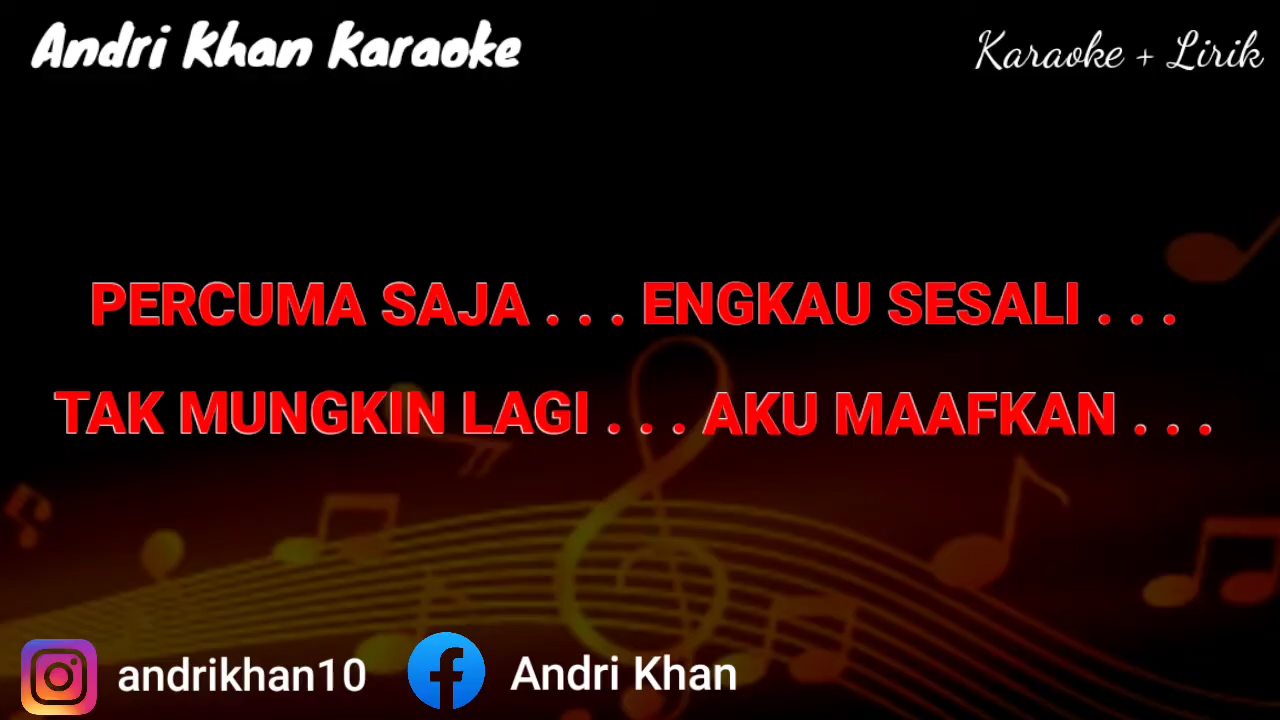 Andri Khan Karaoke
Karaoke + Lirik
PERCUMA SAJA . . . ENGKAU SESALI . . .
TAK MUNGKIN LAGI . . . AKU MAAFKAN . . .
andrikhan10
Andri Khan